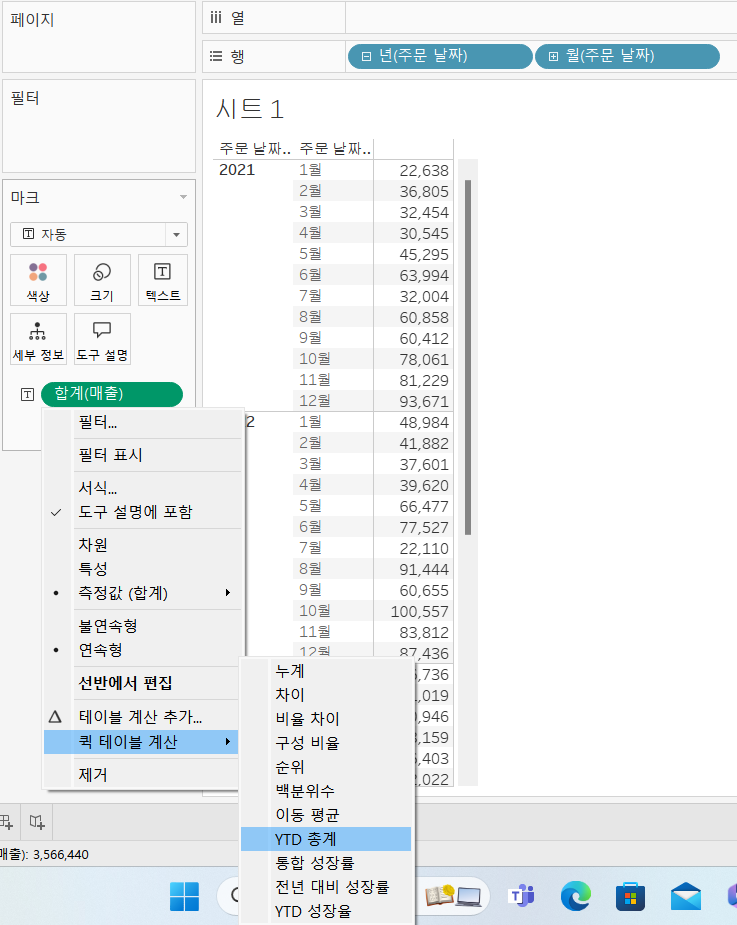 페이지
열
행
년(주문 날짜)
월(주문 날짜)
필터
시트 1
주문 날짜..
주문 날짜..
2021
1월 22,638
2월 36,805
3월 32,454
4월 30,545
5월 45,295
6월 63,994
7월 32,004
8월 60,858
9월 60,412
10월 78,061
11월 81,229
12월 93,671
2
1월 48,984
2월 41,882
3월 37,601
4월 39,620
5월 66,477
6월 77,527
7월 22,110
8월 91,444
9월 60,655
10월 100,557
11월 83,812
12월 87,436
,736
,019
,946
,159
,403
,022
마크
자동
색상
크기
텍스트
세부 정보
도구 설명
합계(매출)
필터...
필터 표시
서식...
도구 설명에 포함
차원
특성
측정값 (합계)
불연속형
연속형
선반에서 편집
테이블 계산 추가...
퀵 테이블 계산
제거
누계
차이
비율 차이
구성 비율
순위
백분위수
이동 평균
YTD 총계
통합 성장률
전년 대비 성장률
YTD 성장율
매출): 3,566,440